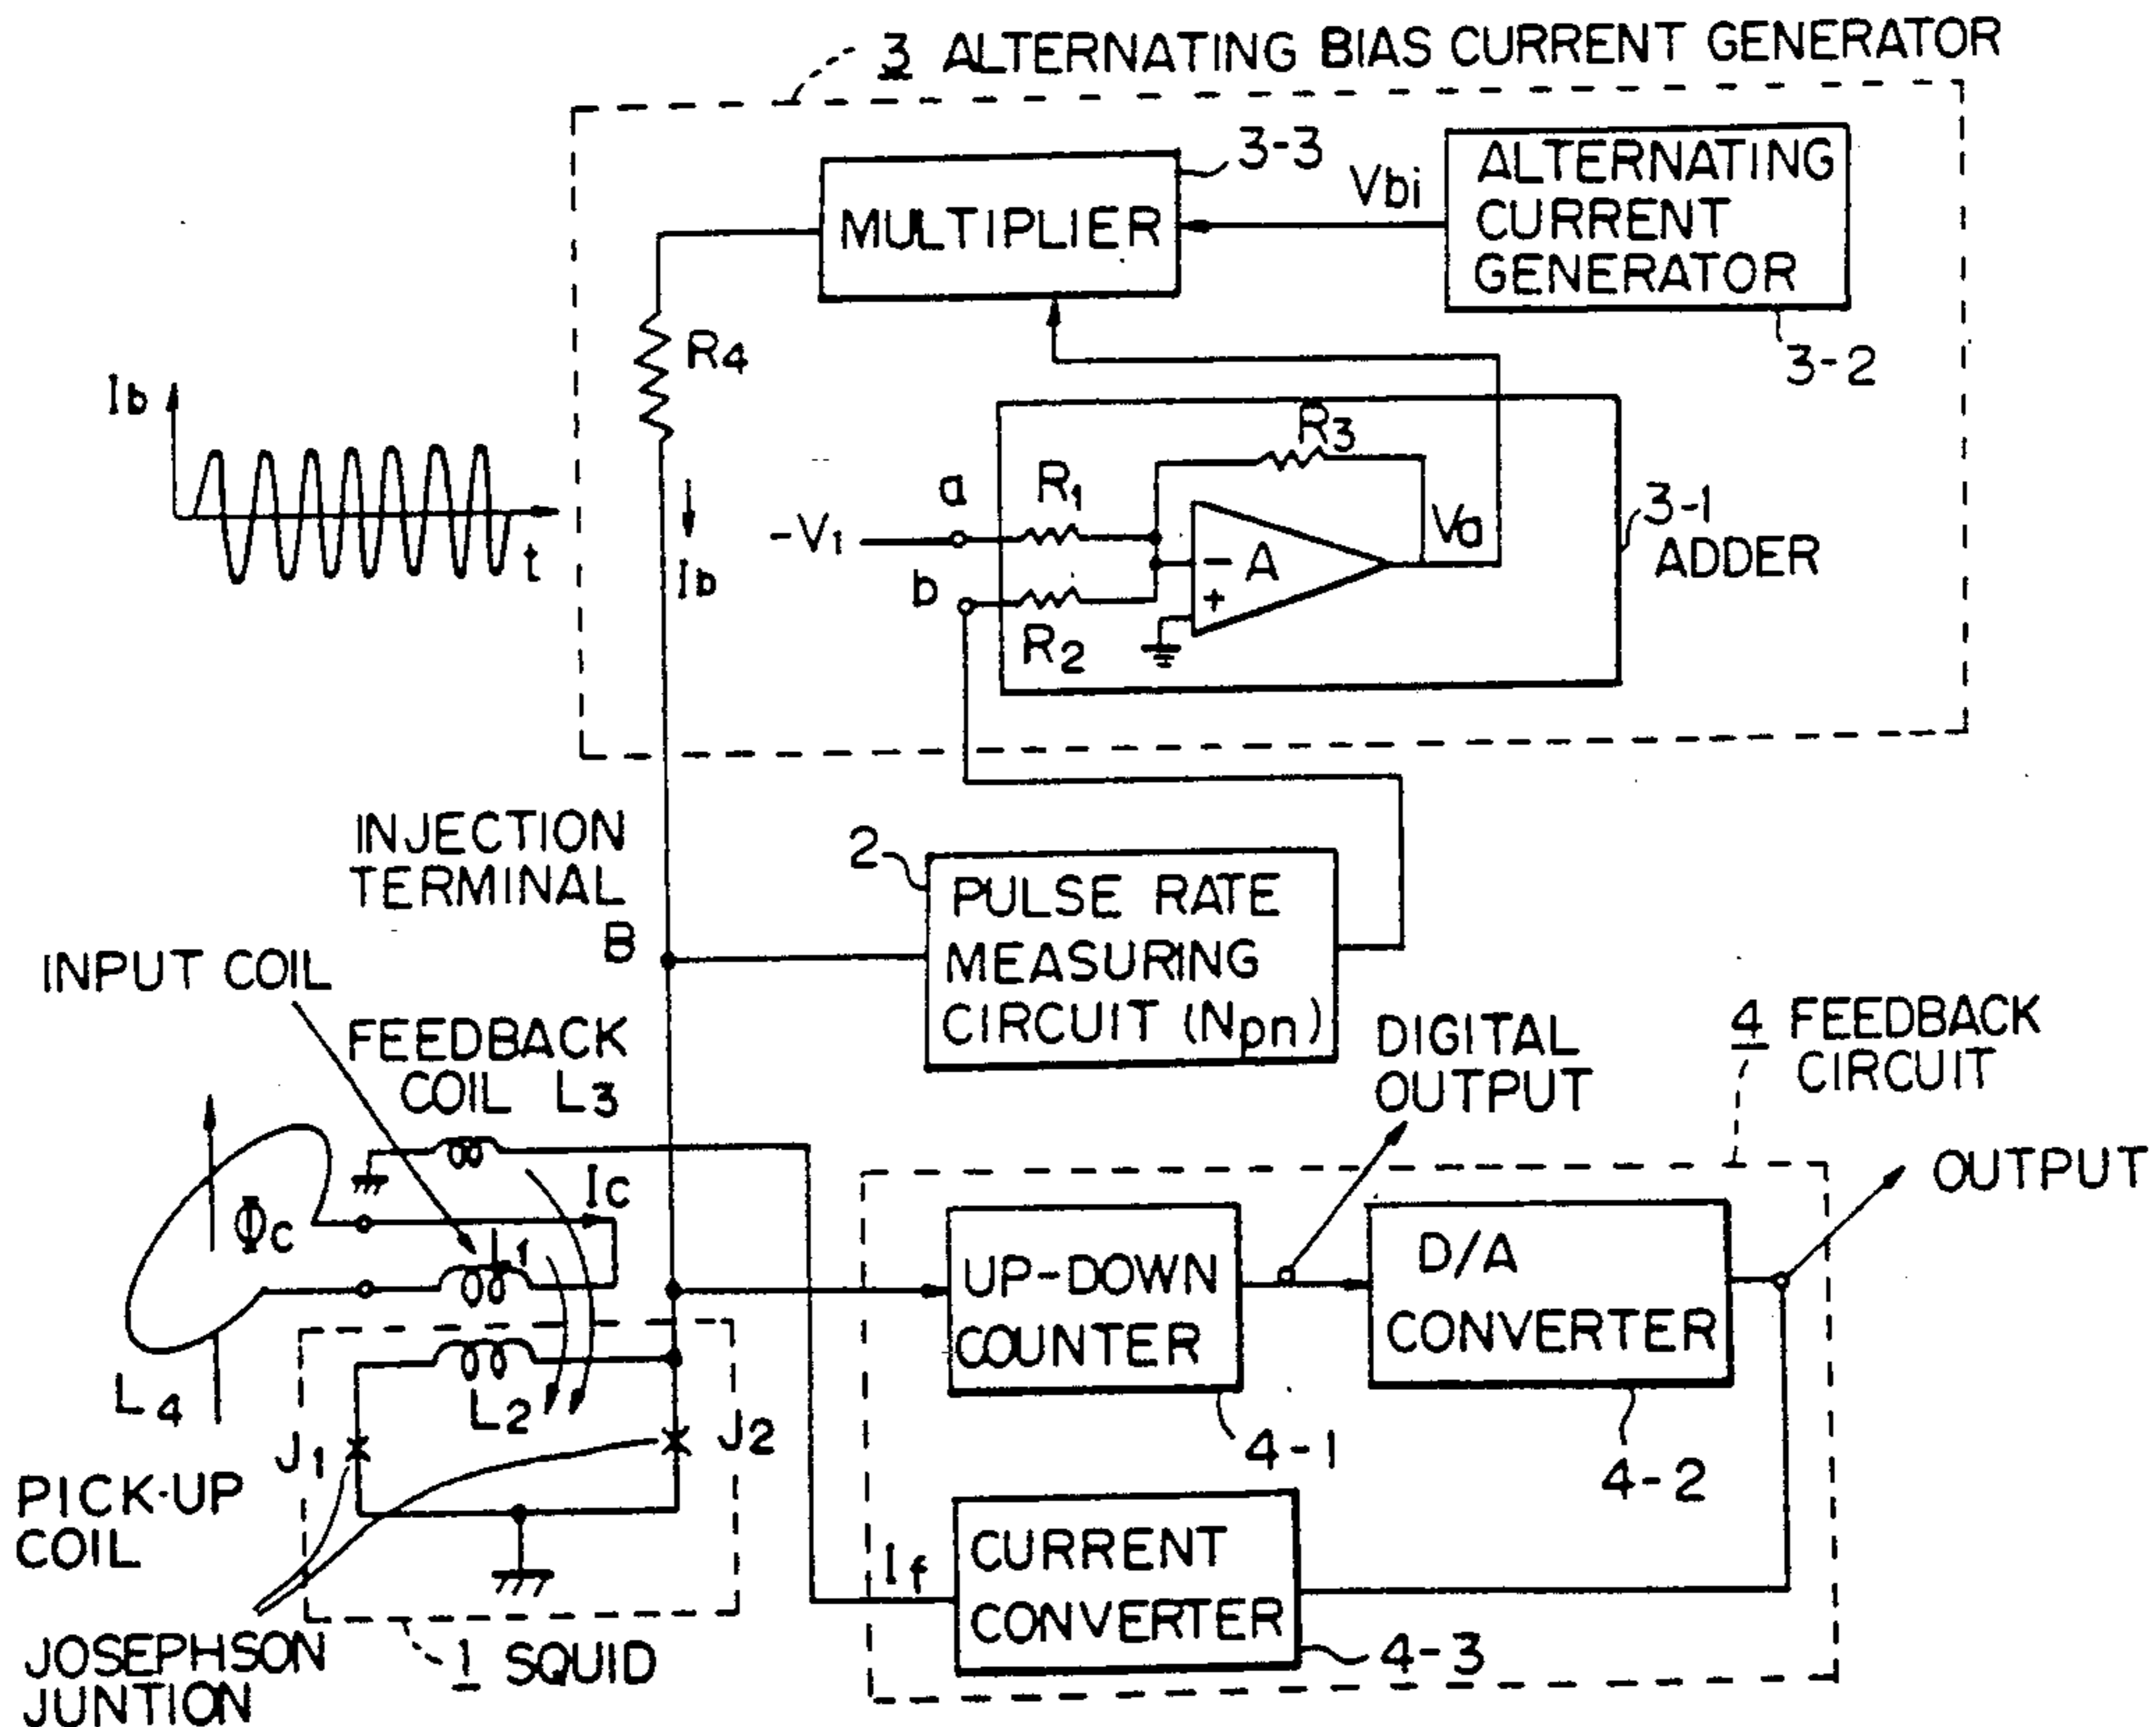 3 ALTERNATING BIAS CURRENT GENERATOR
3-3
MULTIPLIER
Vbi
ALTERNATING
CURRENT
GENERATOR
3-2
R4
Ib
t
Ib
R3
a
R1
-V1
b
R2
- A
+
Va
3-1
ADDER
INJECTION
TERMINAL
B
2
PULSE RATE
MEASURING
CIRCUIT (Npn)
INPUT COIL
FEEDBACK
COIL L3
DIGITAL
OUTPUT
4 FEEDBACK
CIRCUIT
OUTPUT
Φc
Ic
L1
UP-DOWN
COUNTER
4-1
D/A
CONVERTER
4-2
L4
L2
J1
J2
PICK-UP
COIL
If
CURRENT
CONVERTER
4-3
JOSEPHSON
JUNTION
1 SQUID